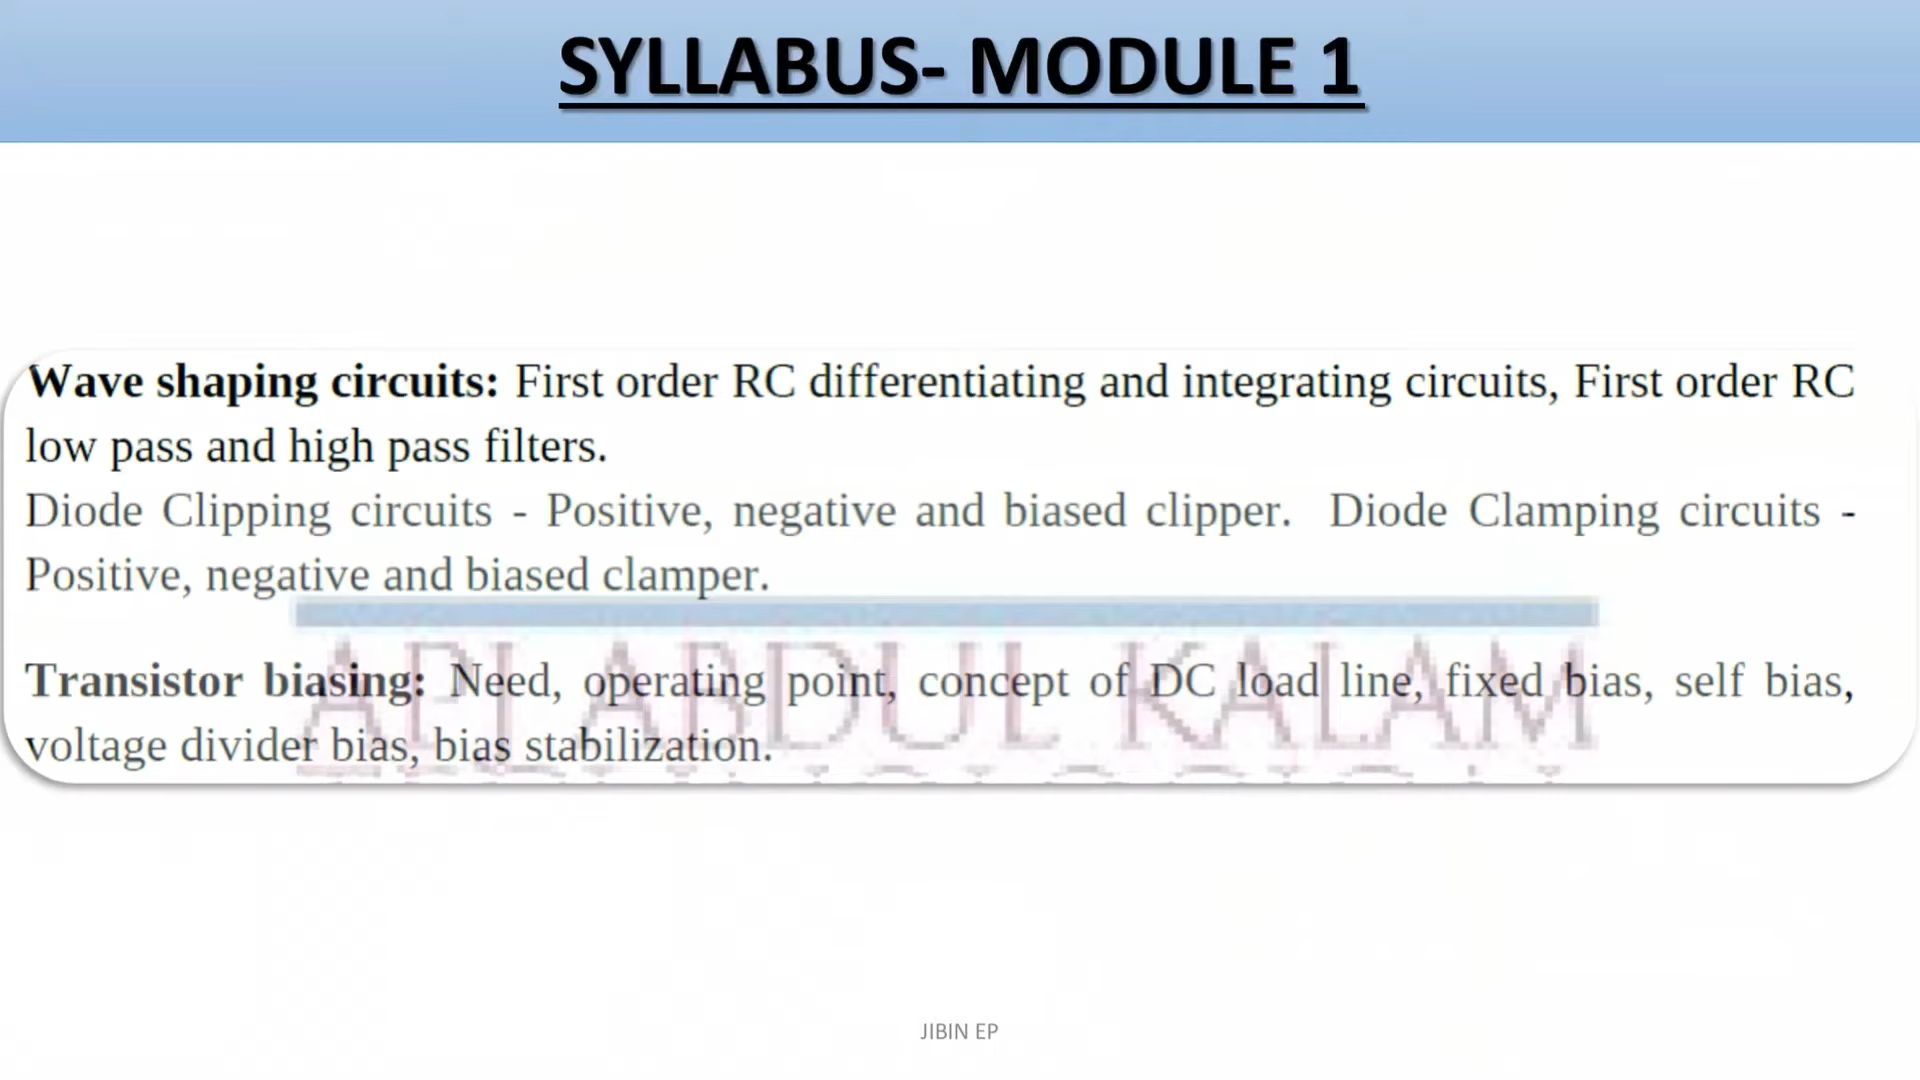 SYLLABUS- MODULE 1
Wave shaping circuits: First order RC differentiating and integrating circuits, First order RC
low pass and high pass filters.
Diode Clipping circuits - Positive, negative and biased clipper. Diode Clamping circuits -
Positive, negative and biased clamper.
API ABDUL KALAM
Transistor biasing: Need, operating point, concept of DC load line, fixed bias, self bias,
voltage divider bias, bias stabilization.
JIBIN EP